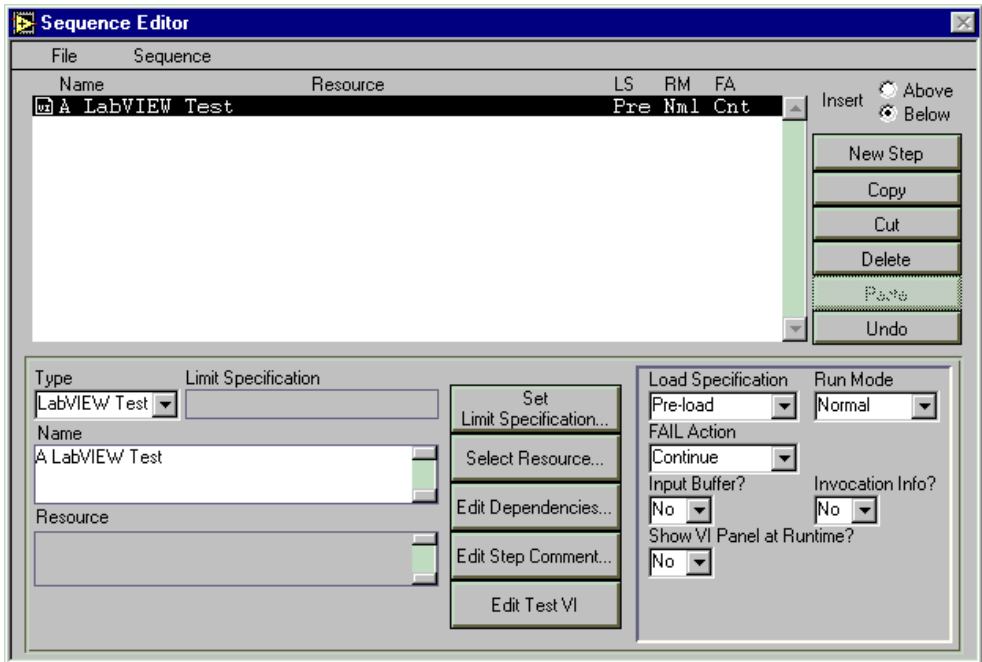 Sequence Editor
File Sequence
Name Resource LS RM FA
A LabVIEW Test Pre Nml Cnt
Insert Above
Below
New Step
Copy
Cut
Delete
Paste
Undo
Type Limit Specification
LabVIEW Test
Name
A LabVIEW Test
Resource
Set
Limit Specification...
Select Resource...
Edit Dependencies...
Edit Step Comment...
Edit Test VI
Load Specification Run Mode
Pre-load Normal
FAIL Action
Continue
Input Buffer? Invocation Info?
No No
Show VI Panel at Runtime?
No